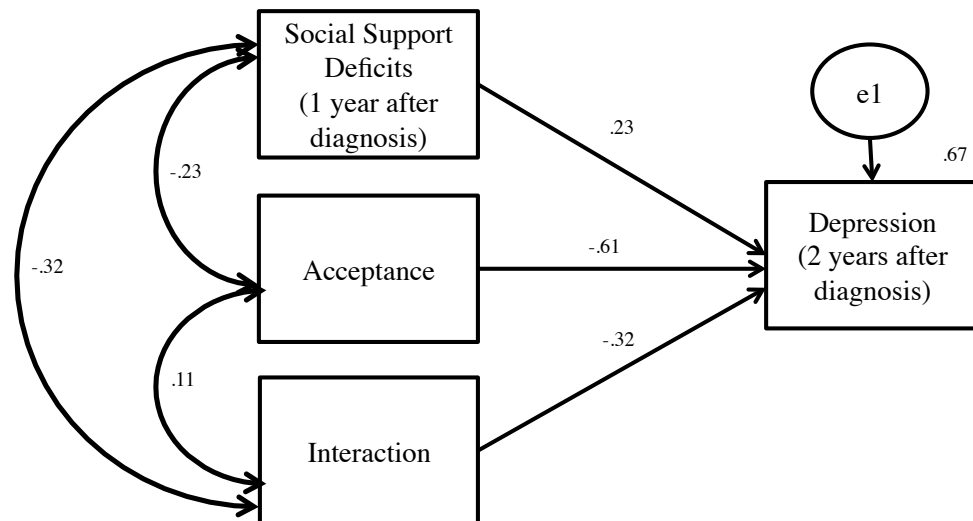 Social Support
Deficits
(1 year after
diagnosis)
e1
.23
.67
-.23
Depression
(2 years after
diagnosis)
Acceptance
-.61
-.32
-.32
.11
Interaction